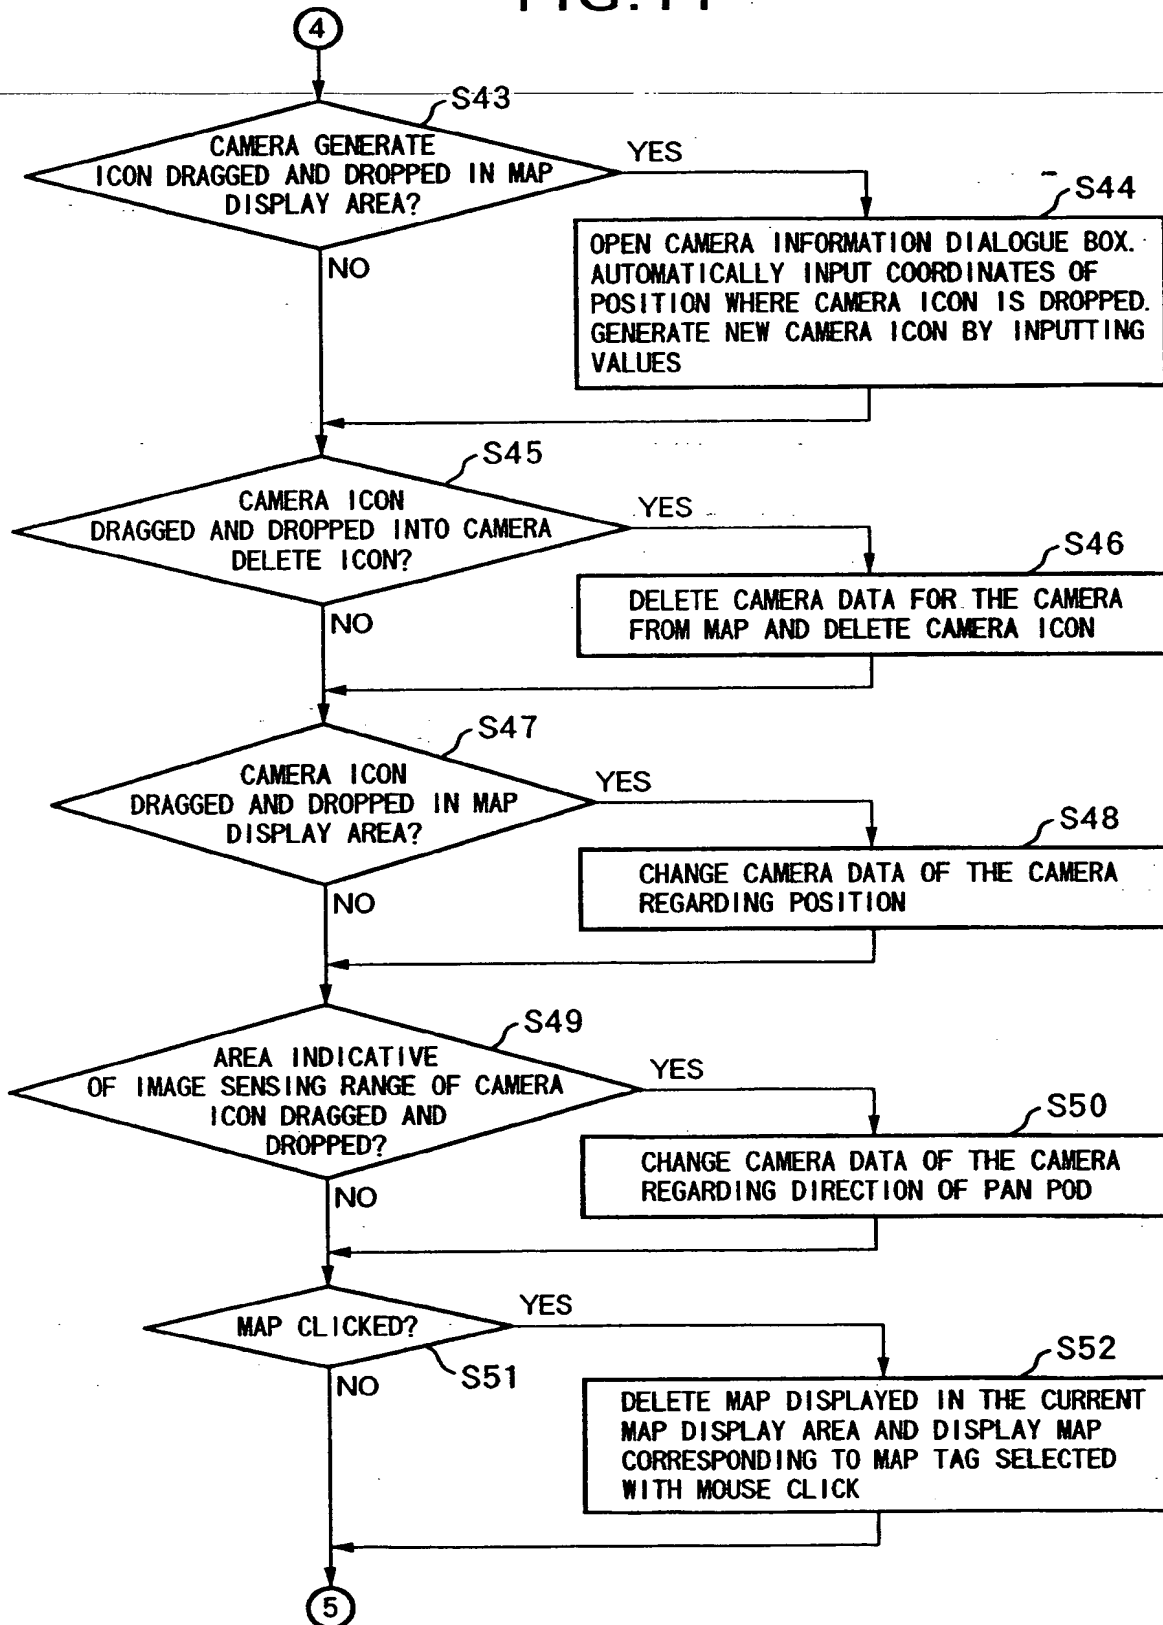 FIG. 11
4
S43
CAMERA GENERATE
ICON DRAGGED AND DROPPED IN MAP
DISPLAY AREA?
YES
NO
S44
OPEN CAMERA INFORMATION DIALOGUE BOX.
AUTOMATICALLY INPUT COORDINATES OF
POSITION WHERE CAMERA ICON IS DROPPED.
GENERATE NEW CAMERA ICON BY INPUTTING
VALUES
S45
CAMERA ICON
DRAGGED AND DROPPED INTO CAMERA
DELETE ICON?
YES
NO
S46
DELETE CAMERA DATA FOR THE CAMERA
FROM MAP AND DELETE CAMERA ICON
S47
CAMERA ICON
DRAGGED AND DROPPED IN MAP
DISPLAY AREA?
YES
NO
S48
CHANGE CAMERA DATA OF THE CAMERA
REGARDING POSITION
S49
AREA INDICATIVE
OF IMAGE SENSING RANGE OF CAMERA
ICON DRAGGED AND
DROPPED?
YES
NO
S50
CHANGE CAMERA DATA OF THE CAMERA
REGARDING DIRECTION OF PAN POD
MAP CLICKED?
YES
S51
NO
S52
DELETE MAP DISPLAYED IN THE CURRENT
MAP DISPLAY AREA AND DISPLAY MAP
CORRESPONDING TO MAP TAG SELECTED
WITH MOUSE CLICK
5